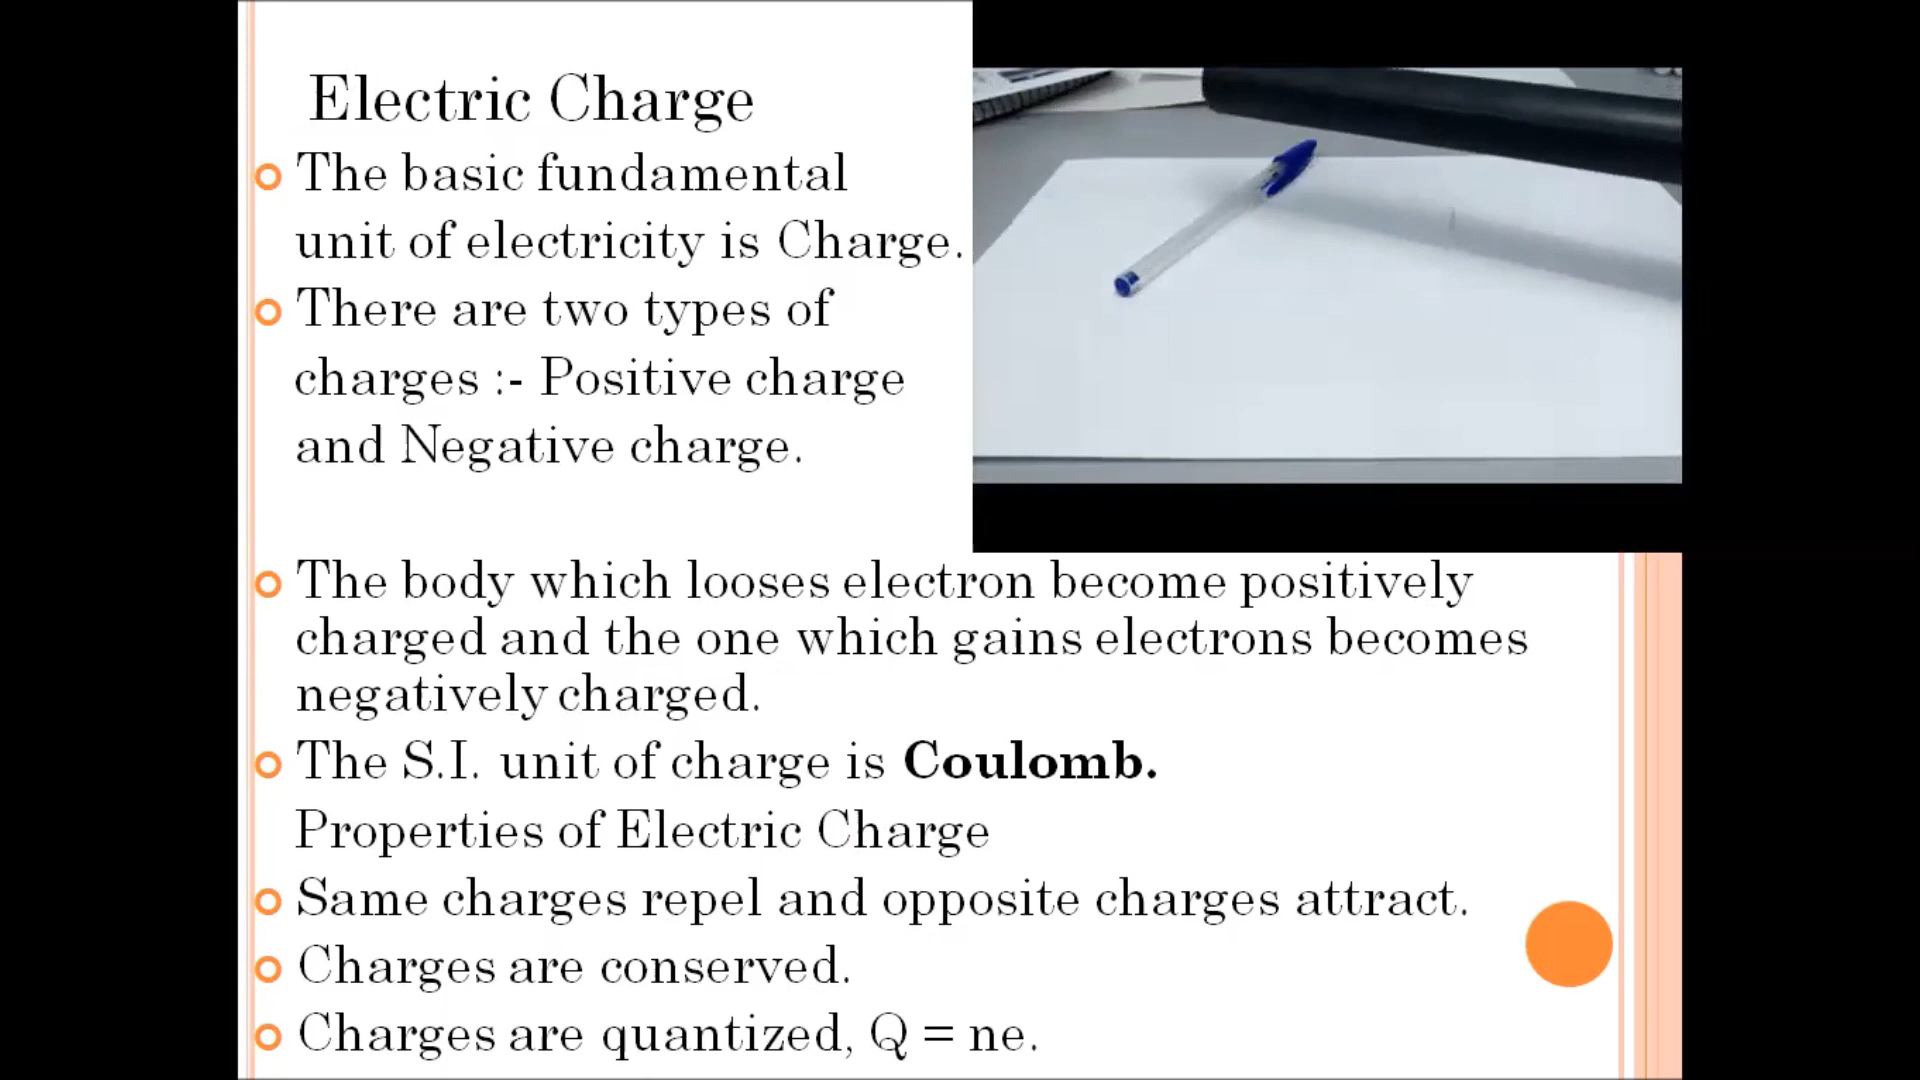 Electric Charge
The basic fundamental
unit of electricity is Charge.
There are two types of
charges :- Positive charge
and Negative charge.
The body which looses electron become positively
charged and the one which gains electrons becomes
negatively charged.
The S.I. unit of charge is Coulomb.
Properties of Electric Charge
Same charges repel and opposite charges attract.
Charges are conserved.
Charges are quantized, Q = ne.